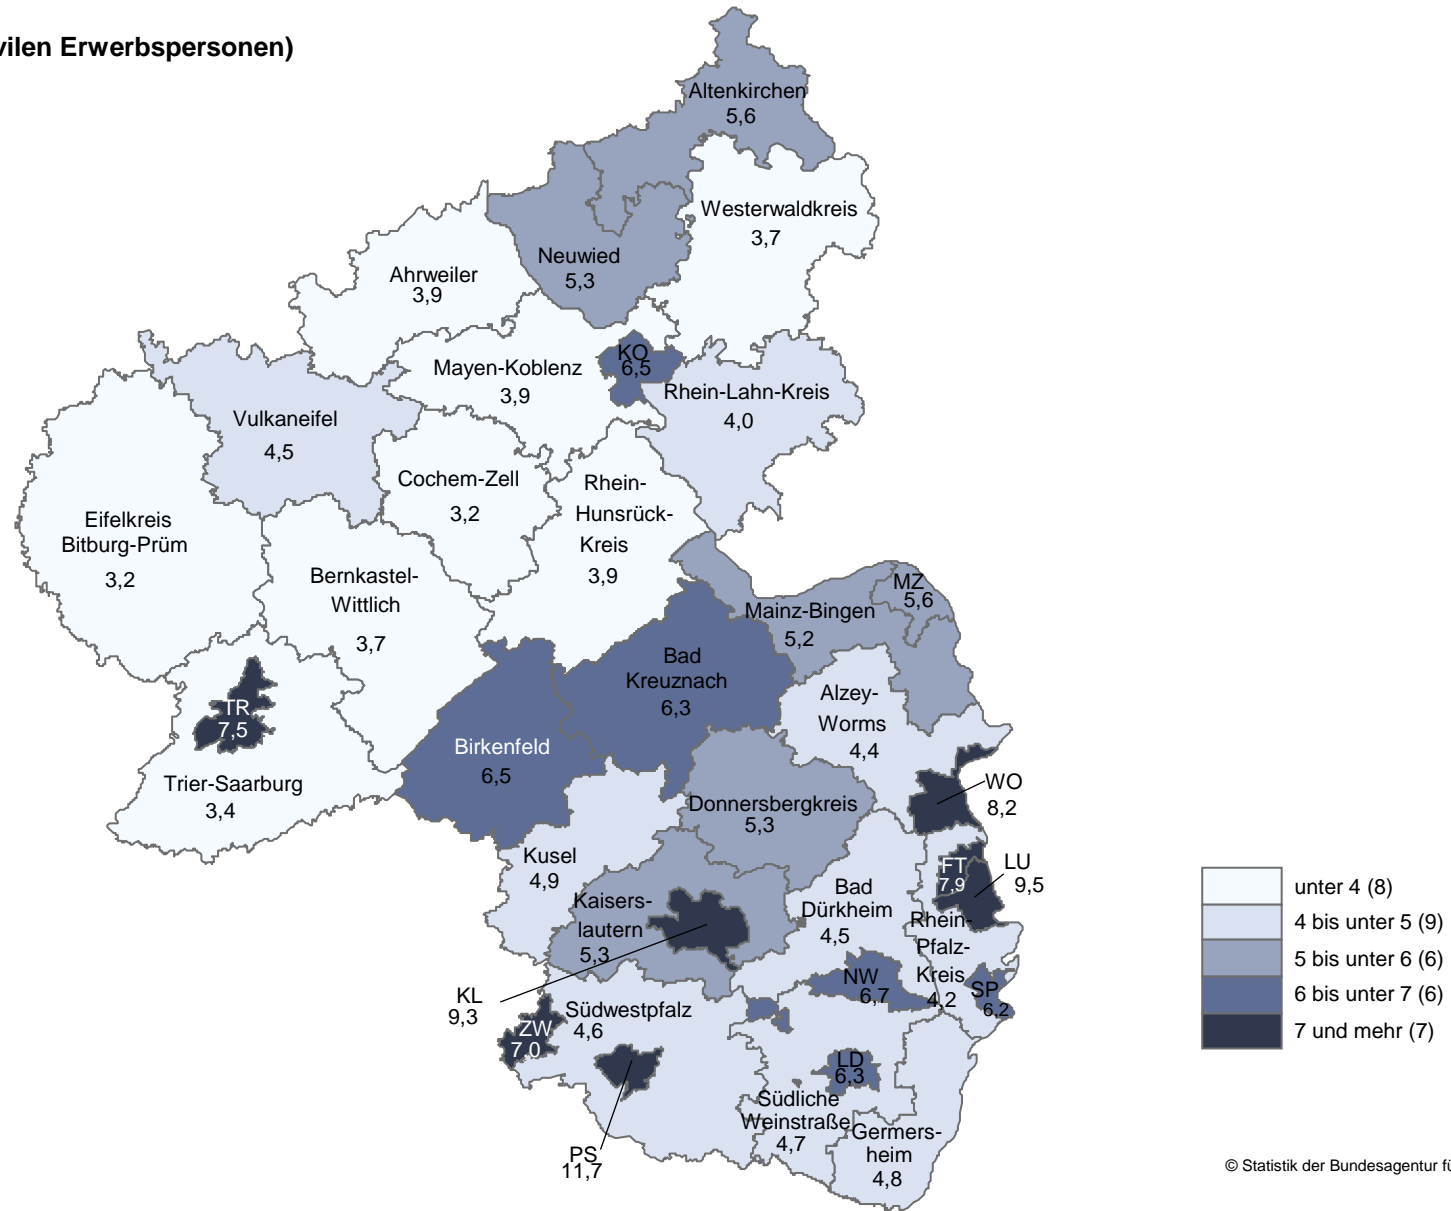 vilen Erwerbspersonen)
Altenkirchen
5,6
Westerwaldkreis
3,7
Neuwied
5,3
Ahrweiler
3,9
KO
6,5
Mayen-Koblenz
3,9
Rhein-Lahn-Kreis
4,0
Vulkaneifel
4,5
Cochem-Zell
3,2
Rhein-
Hunsrück-
Kreis
3,9
Eifelkreis
Bitburg-Prüm
3,2
Bernkastel-
Wittlich
3,7
MZ
5,6
Mainz-Bingen
5,2
Bad
Kreuznach
6,3
Alzey-
Worms
4,4
TR
7,5
Trier-Saarburg
3,4
Birkenfeld
6,5
WO
8,2
Donnersbergkreis
5,3
Kusel
4,9
FT
7,9
LU
9,5
Bad
Dürkheim
4,5
Kaisers-
lautern
5,3
Rhein-
Pfalz-
Kreis
4,2
NW
6,7
SP
6,2
KL
9,3
ZW
7,0
Südwestpfalz
4,6
LD
6,3
Südliche
Weinstraße
4,7
Germers-
heim
4,8
PS
11,7
unter 4 (8)
4 bis unter 5 (9)
5 bis unter 6 (6)
6 bis unter 7 (6)
7 und mehr (7)
© Statistik der Bundesagentur fü